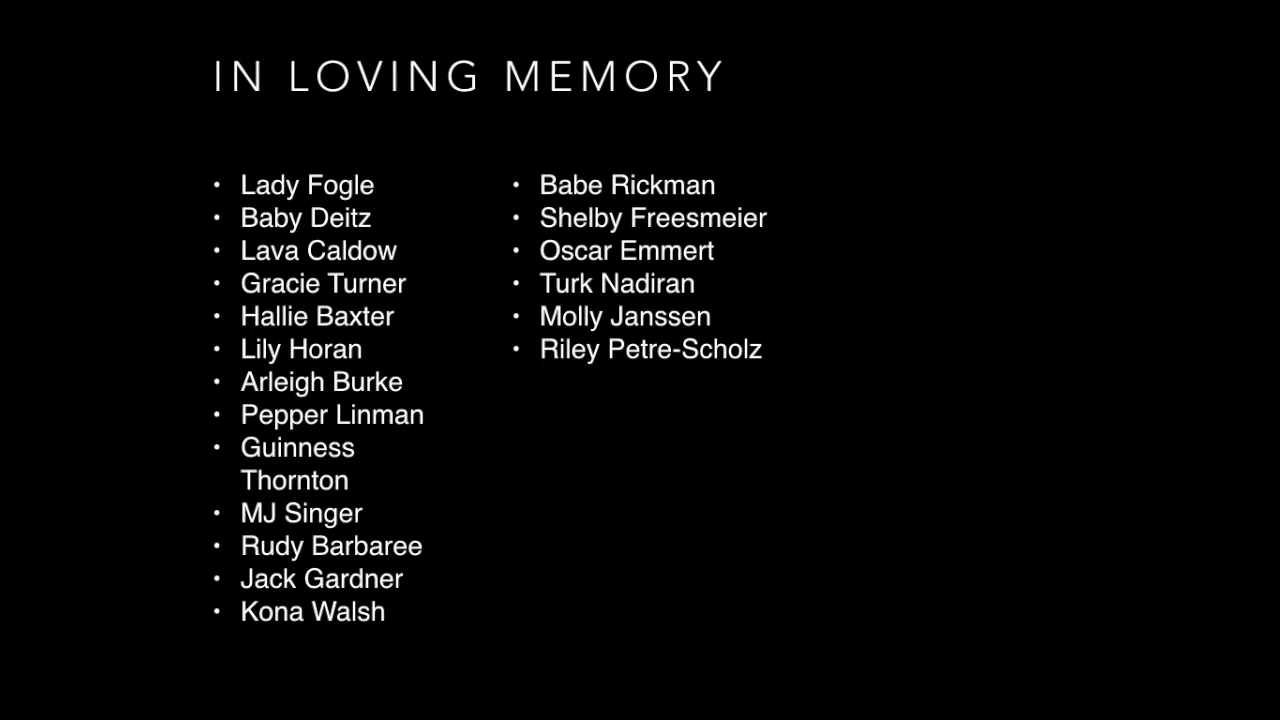 IN LOVING MEMORY
• Lady Fogle
• Baby Deitz
• Lava Caldow
• Gracie Turner
• Hallie Baxter
• Lily Horan
• Arleigh Burke
• Pepper Linman
• Guinness
Thornton
• MJ Singer
• Rudy Barbaree
• Jack Gardner
• Kona Walsh
• Babe Rickman
• Shelby Freesmeier
• Oscar Emmert
• Turk Nadiran
• Molly Janssen
• Riley Petre-Scholz